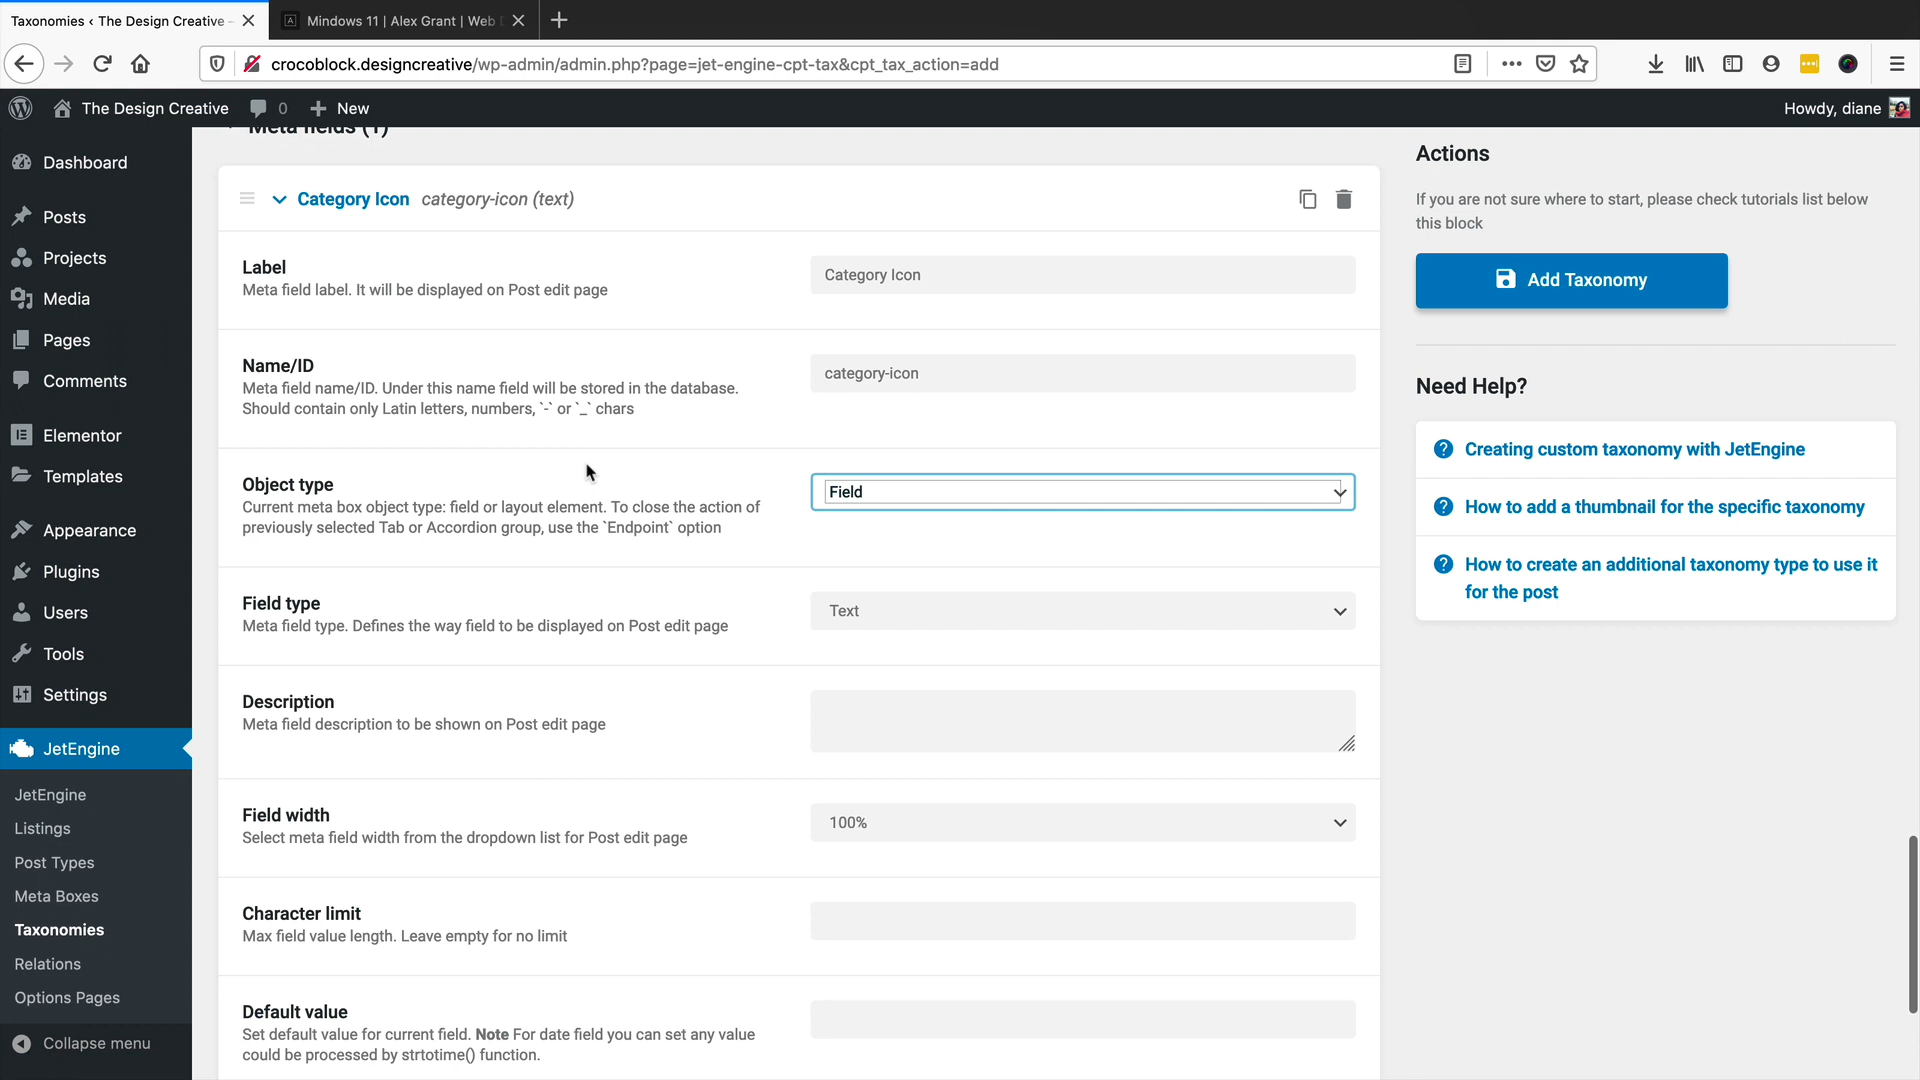 Taxonomies ‹ The Design Creative –
Mindows 11 | Alex Grant | Web
crocoblock.designcreative/wp-admin/admin.php?page=jet-engine-cpt-tax&cpt_tax_action=add
The Design Creative
0
New
Howdy, diane
Dashboard
Posts
Projects
Media
Pages
Comments
Elementor
Templates
Appearance
Plugins
Users
Tools
Settings
JetEngine
JetEngine
Listings
Post Types
Meta Boxes
Taxonomies
Relations
Options Pages
Collapse menu
Meta fields (1)
Category Icon category-icon (text)
Label
Meta field label. It will be displayed on Post edit page
Category Icon
Name/ID
Meta field name/ID. Under this name field will be stored in the database.
Should contain only Latin letters, numbers, `-` or `_` chars
category-icon
Object type
Current meta box object type: field or layout element. To close the action of
previously selected Tab or Accordion group, use the `Endpoint` option
Field
Field type
Meta field type. Defines the way field to be displayed on Post edit page
Text
Description
Meta field description to be shown on Post edit page
Field width
Select meta field width from the dropdown list for Post edit page
100%
Character limit
Max field value length. Leave empty for no limit
Default value
Set default value for current field. Note For date field you can set any value
could be processed by strtotime() function.
Actions
If you are not sure where to start, please check tutorials list below
this block
Add Taxonomy
Need Help?
Creating custom taxonomy with JetEngine
How to add a thumbnail for the specific taxonomy
How to create an additional taxonomy type to use it
for the post